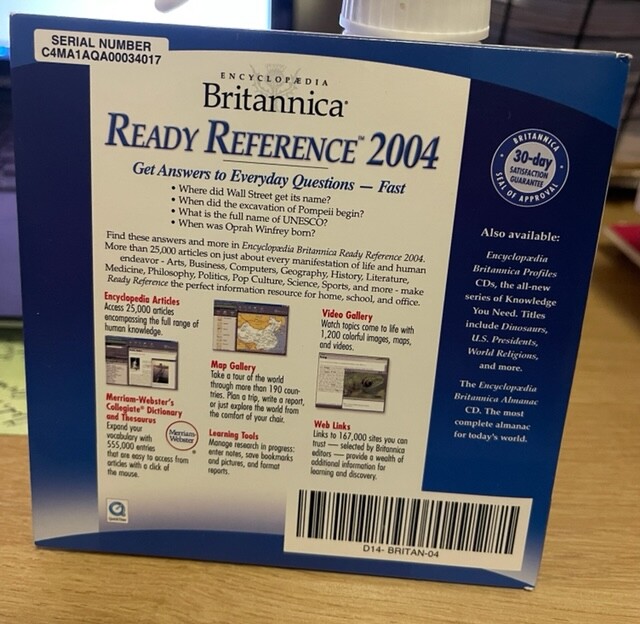 SERIAL NUMBER
C4MA1AQA00034017
ENCYCLOPÆDIA
Britannica®
READY REFERENCE™ 2004
Get Answers to Everyday Questions — Fast
• Where did Wall Street get its name?
• When did the excavation of Pompeii begin?
• What is the full name of UNESCO?
• When was Oprah Winfrey born?
Find these answers and more in Encyclopædia Britannica Ready Reference 2004.
More than 25,000 articles on just about every manifestation of life and human
endeavor - Arts, Business, Computers, Geography, History, Literature,
Medicine, Philosophy, Politics, Pop Culture, Science, Sports, and more - make
Ready Reference the perfect information resource for home, school, and office.
Encyclopedia Articles
Access 25,000 articles
encompassing the full range of
human knowledge.
Merriam-Webster's
Collegiate® Dictionary
and Thesaurus
Expand your
vocabulary with
555,000 entries
that are easy to access from
articles with a click of
the mouse.
Merriam-
Webster
Map Gallery
Take a tour of the world
through more than 190 coun-
tries. Plan a trip, write a report,
or just explore the world from
the comfort of your chair.
Learning Tools
Manage research in progress;
enter notes, save bookmarks
and pictures, and format
reports.
Video Gallery
Watch topics come to life with
1,200 colorful images, maps,
and videos.
Web Links
Links to 167,000 sites you can
trust — selected by Britannica
editors — provide a wealth of
additional information for
learning and discovery.
BRITANNICA
30-day
SATISFACTION
GUARANTEE
SEAL OF APPROVAL
Also available:
Encyclopædia
Britannica Profiles
CDs, the all-new
series of Knowledge
You Need. Titles
include Dinosaurs,
U.S. Presidents,
World Religions,
and more.
The Encyclopædia
Britannica Almanac
CD. The most
complete almanac
for today's world.
D14- BRITAN-04